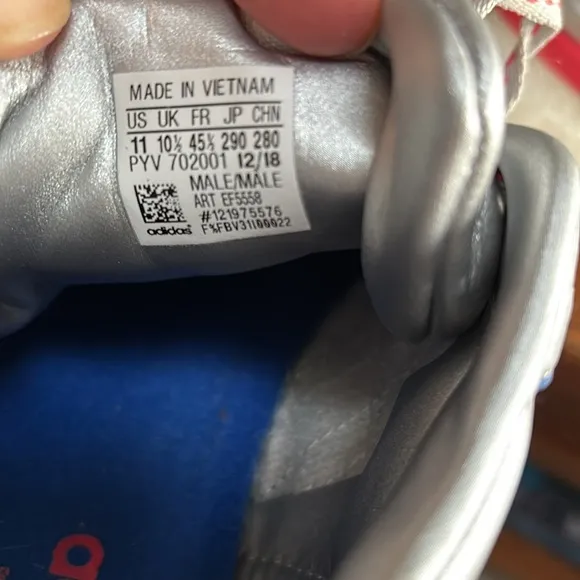 MADE IN VIETNAM
US UK FR JP CHN
11 10½ 45⅓ 290 280
PYV 702001 12/18
MALE/MALE
ART EF5558
#121975576
F%FBV31I00022
adidas